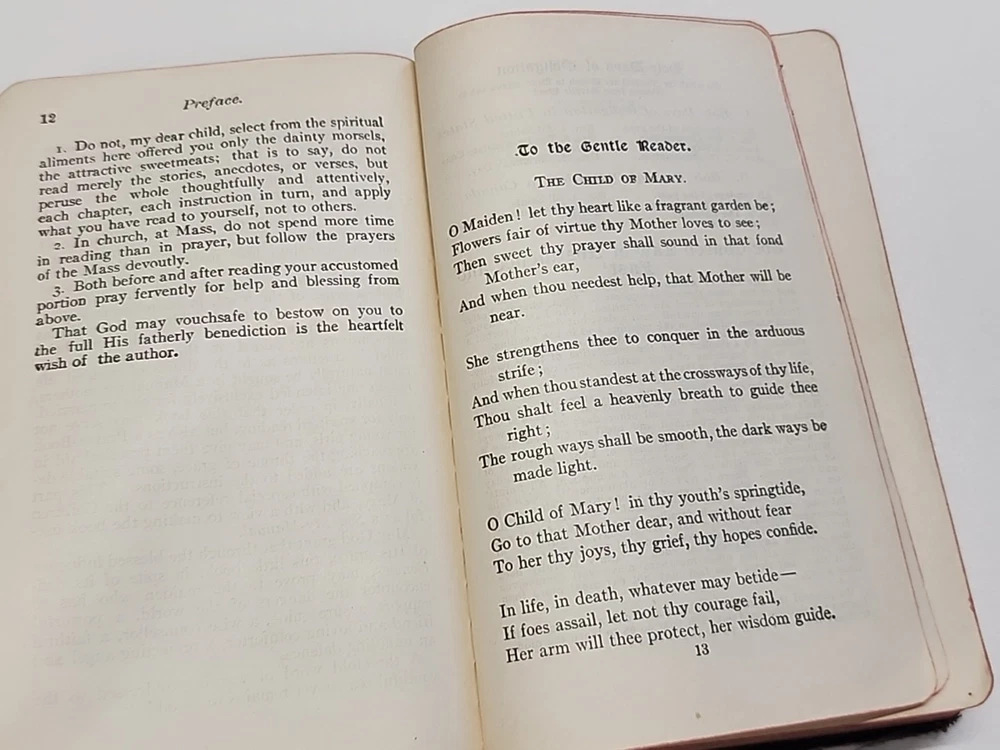 12
Preface.
1. Do not, my dear child, select from the spiritual
aliments here offered you only the dainty morsels,
the attractive sweetmeats; that is to say, do not
read merely the stories, anecdotes, or verses, but
peruse the whole thoughtfully and attentively,
each chapter, each instruction in turn, and apply
what you have read to yourself, not to others.
2. In church, at Mass, do not spend more time
in reading than in prayer, but follow the prayers
of the Mass devoutly.
3. Both before and after reading your accustomed
portion pray fervently for help and blessing from
above.
That God may vouchsafe to bestow on you to
the full His fatherly benediction is the heartfelt
wish of the author.
To the Gentle Reader.
The Child of Mary.
O Maiden! let thy heart like a fragrant garden be;
Flowers fair of virtue thy Mother loves to see;
Then sweet thy prayer shall sound in that fond
Mother's ear,
And when thou needest help, that Mother will be
near.
She strengthens thee to conquer in the arduous
strife;
And when thou standest at the crossways of thy life,
Thou shalt feel a heavenly breath to guide thee
right;
The rough ways shall be smooth, the dark ways be
made light.
O Child of Mary! in thy youth's springtide,
Go to that Mother dear, and without fear
To her thy joys, thy grief, thy hopes confide.
In life, in death, whatever may betide—
If foes assail, let not thy courage fail,
Her arm will thee protect, her wisdom guide.
13